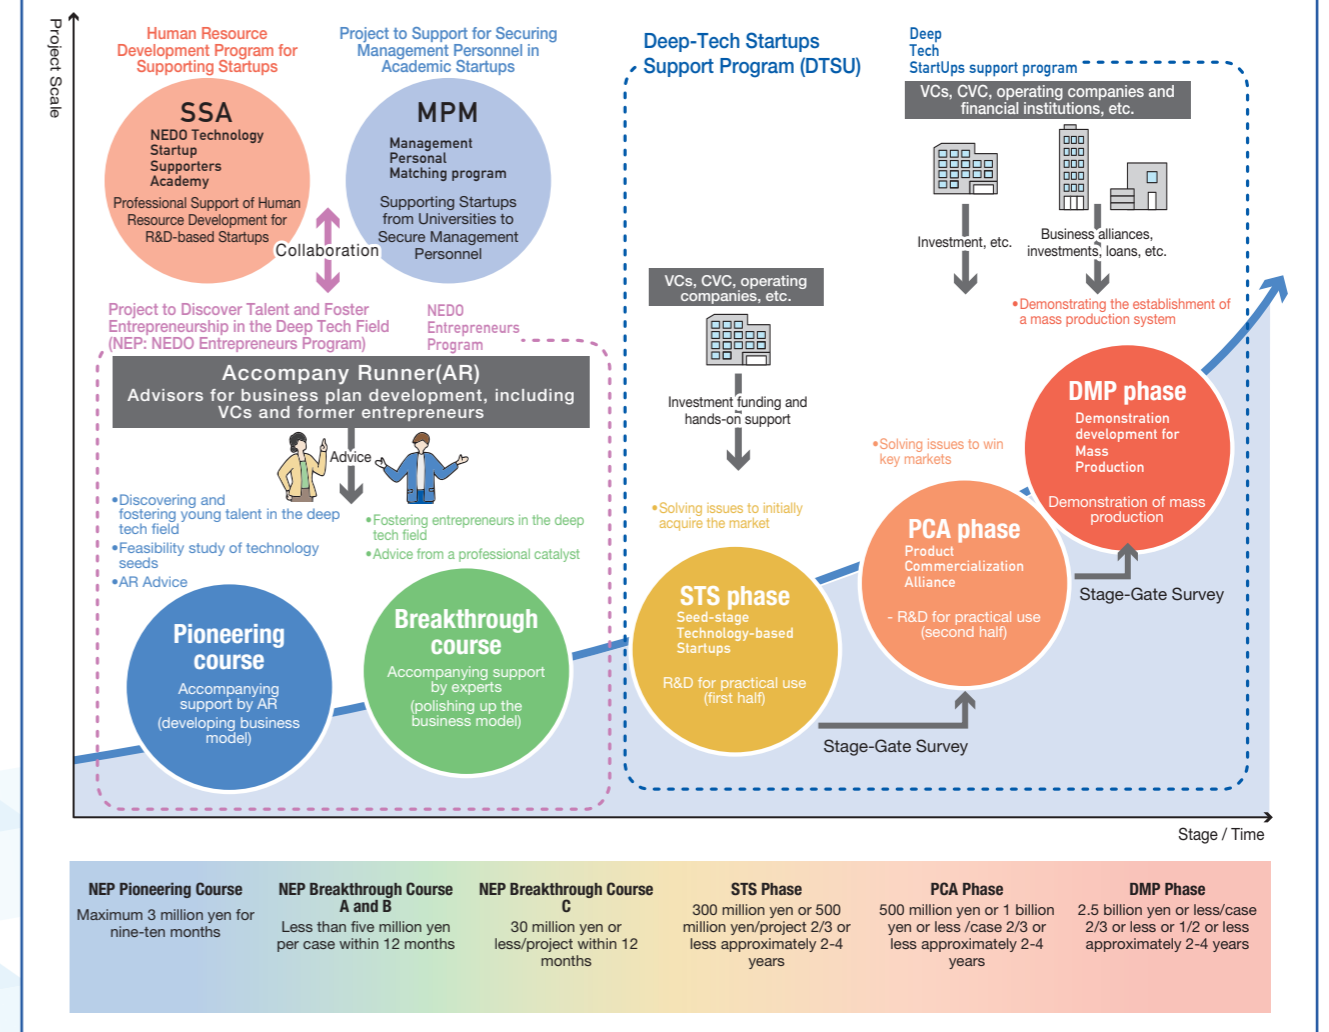 Project Scale
Human Resource
Development Program for
Supporting Startups
SSA
NEDO Technology
Startup
Supporters
Academy
Professional Support of Human
Resource Development for
R&D-based Startups
Project to Support for Securing
Management Personnel in
Academic Startups
MPM
Management
Personal
Matching program
Supporting Startups
from Universities to
Secure Management
Personnel
Collaboration
Project to Discover Talent and Foster
Entrepreneurship in the Deep Tech Field
(NEP: NEDO Entrepreneurs Program)
NEDO
Entrepreneurs
Program
Accompany Runner(AR)
Advisors for business plan development, including
VCs and former entrepreneurs
Advice
•Discovering and
fostering young talent in the deep
tech field
•Feasibility study of technology
seeds
•AR Advice
•Fostering entrepreneurs in the deep
tech field
•Advice from a professional catalyst
Pioneering
course
Accompanying
support by AR
(developing business
model)
Breakthrough
course
Accompanying support
by experts
(polishing up the
business model)
Deep-Tech Startups
Support Program (DTSU)
Deep
Tech
StartUps support program
VCs, CVC, operating companies and
financial institutions, etc.
Investment, etc.
Business alliances,
investments, loans, etc.
VCs, CVC, operating
companies, etc.
Investment funding and
hands-on support
•Solving issues to initially
acquire the market
STS phase
Seed-stage
Technology-based
Startups
R&D for practical use
(first half)
Stage-Gate Survey
•Solving issues to win
key markets
PCA phase
Product
Commercialization
Alliance
- R&D for practical use
(second half)
Stage-Gate Survey
•Demonstrating the establishment of
a mass production system
DMP phase
Demonstration
development for
Mass
Production
Demonstration of mass
production
Stage / Time
NEP Pioneering Course
Maximum 3 million yen for
nine-ten months
NEP Breakthrough Course
A and B
Less than five million yen
per case within 12 months
NEP Breakthrough Course
C
30 million yen or
less/project within 12
months
STS Phase
300 million yen or 500
million yen/project 2/3 or
less approximately 2-4
years
PCA Phase
500 million yen or 1 billion
yen or less /case 2/3 or
less approximately 2-4
years
DMP Phase
2.5 billion yen or less/case
2/3 or less or 1/2 or less
approximately 2-4 years